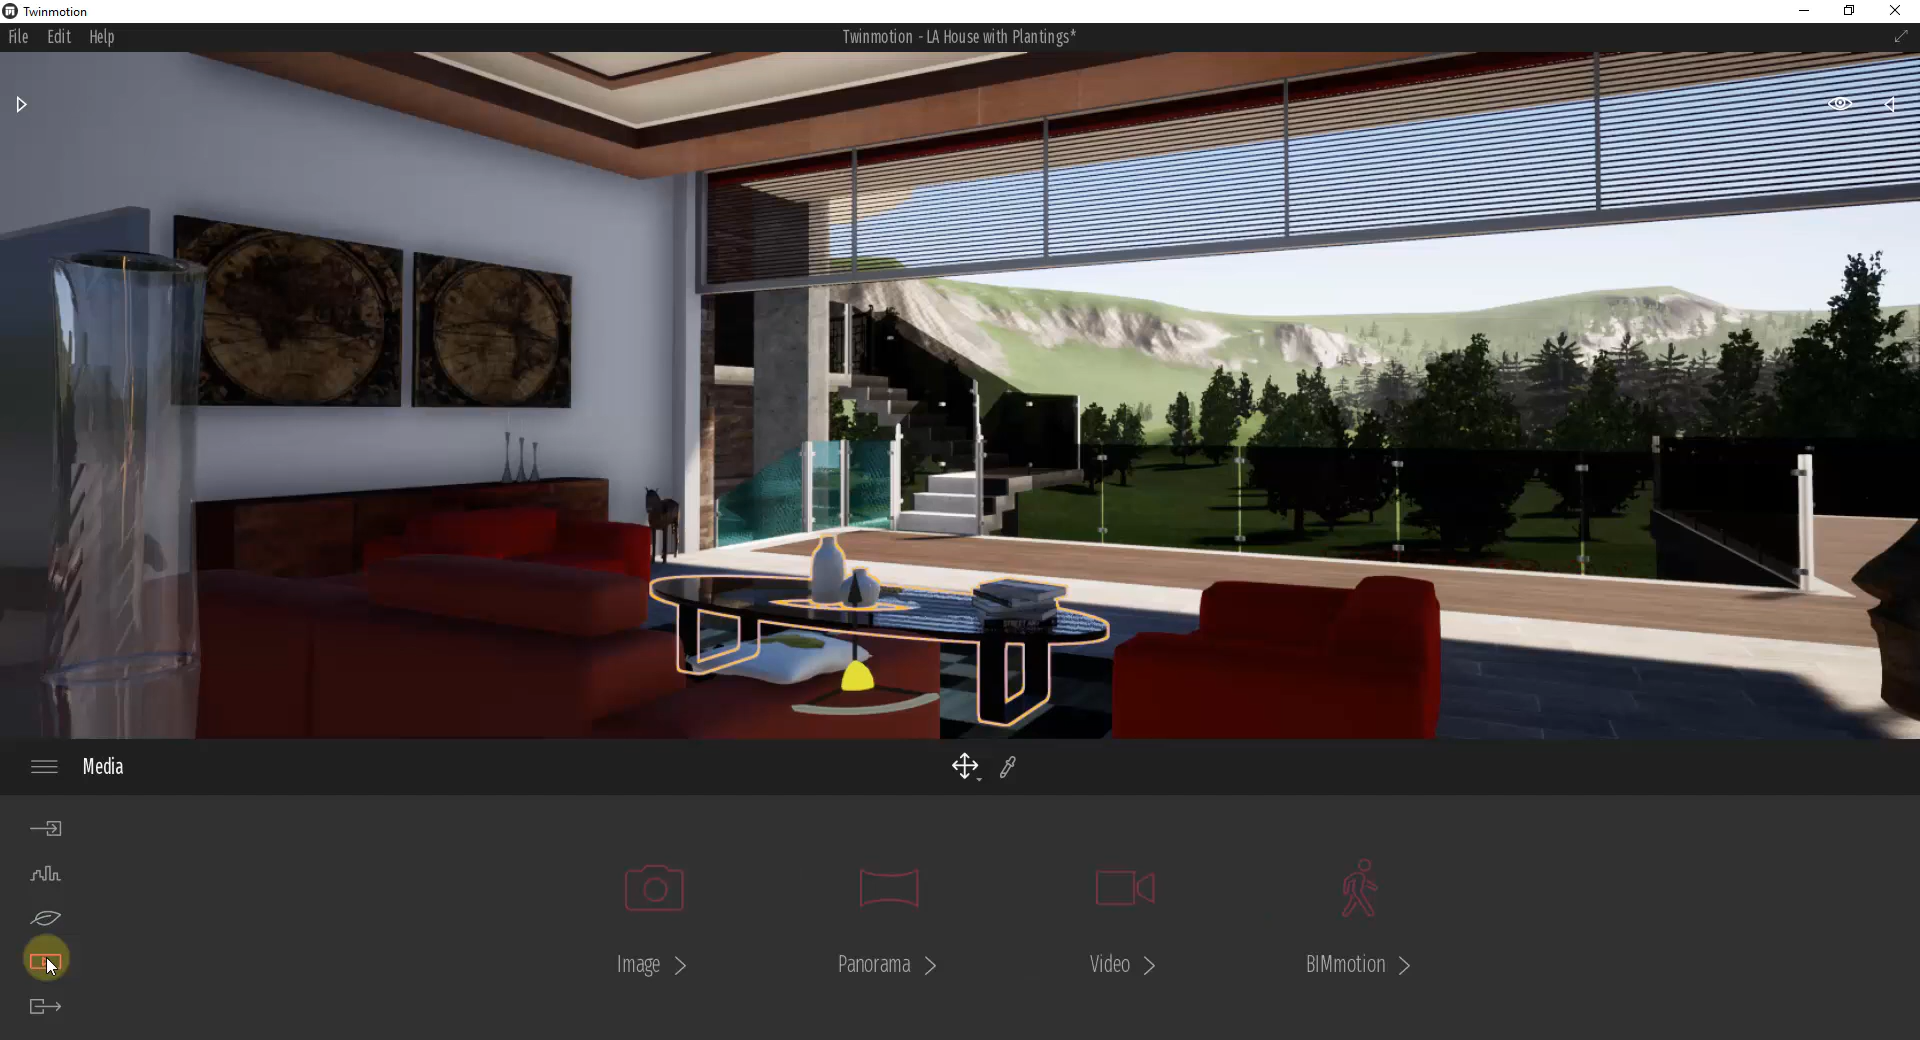 Twinmotion
File Edit Help
Twinmotion - LA House with Plantings*
Media
Image
Panorama
Video
BIMmotion